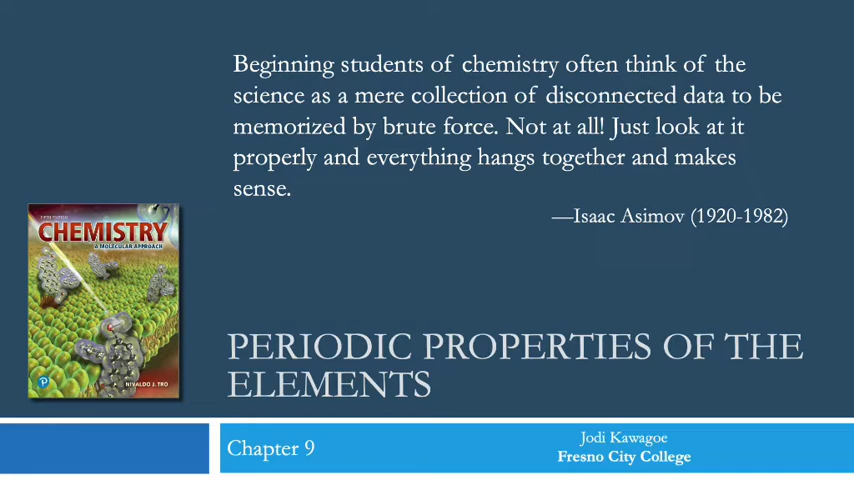 Beginning students of chemistry often think of the
science as a mere collection of disconnected data to be
memorized by brute force. Not at all! Just look at it
properly and everything hangs together and makes
sense.
—Isaac Asimov (1920-1982)
FIFTH EDITION
CHEMISTRY
A MOLECULAR APPROACH
P
NIVALDO J. TRO
PERIODIC PROPERTIES OF THE
ELEMENTS
Chapter 9
Jodi Kawagoe
Fresno City College